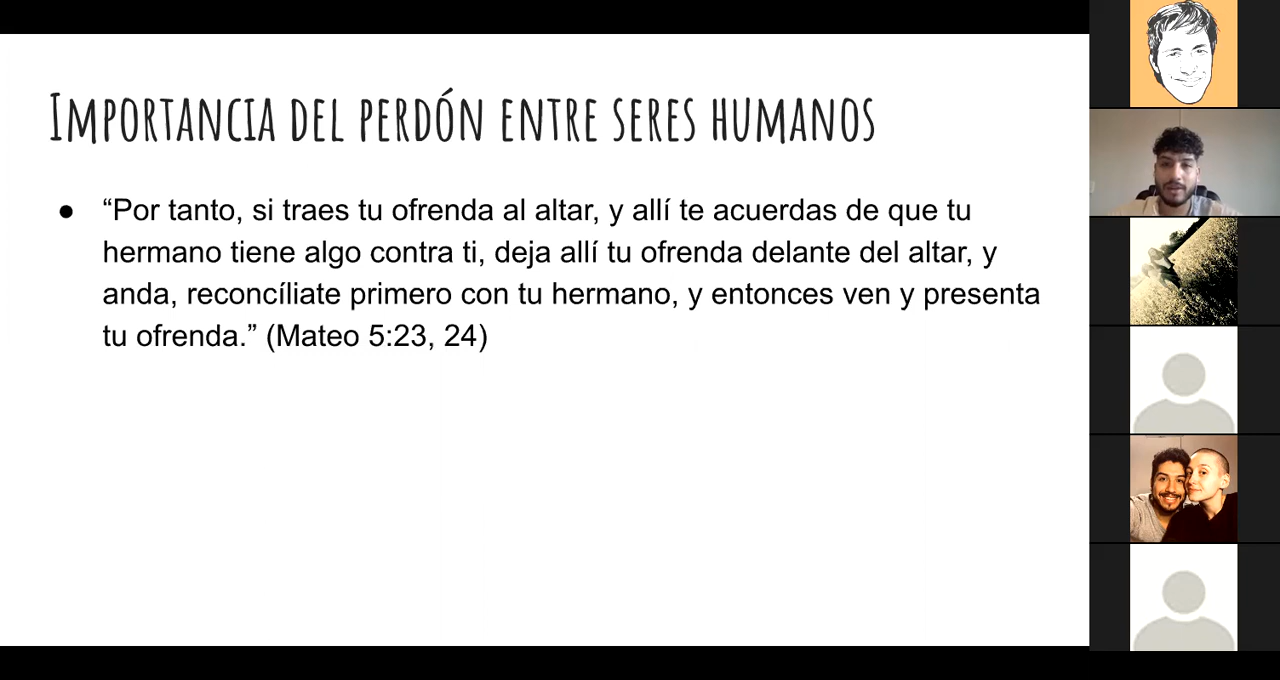 Importancia del perdón entre seres humanos
● “Por tanto, si traes tu ofrenda al altar, y allí te acuerdas de que tu
hermano tiene algo contra ti, deja allí tu ofrenda delante del altar, y
anda, reconcíliate primero con tu hermano, y entonces ven y presenta
tu ofrenda.” (Mateo 5:23, 24)